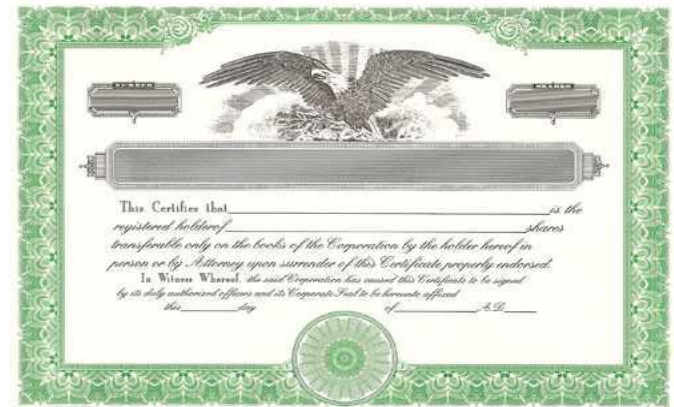 NUMBER
SHARES
This Certifies that is the
registered holder of shares
transferable only on the books of the Corporation by the holder hereof in
person or by Attorney upon surrender of this Certificate properly endorsed.
In Witness Whereof, the said Corporation has caused this Certificate to be signed
by its duly authorized officers and its Corporate Seal to be hereunto affixed
this day of A.D.